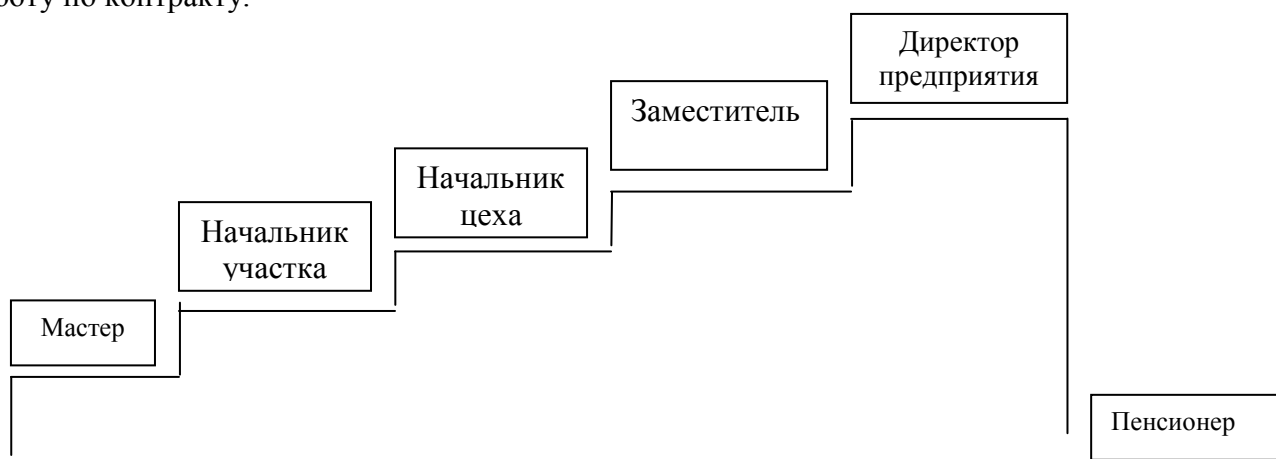 боту по контракту.
Директор
предприятия
Заместитель
Начальник
цеха
Начальник
участка
Мастер
Пенсионер